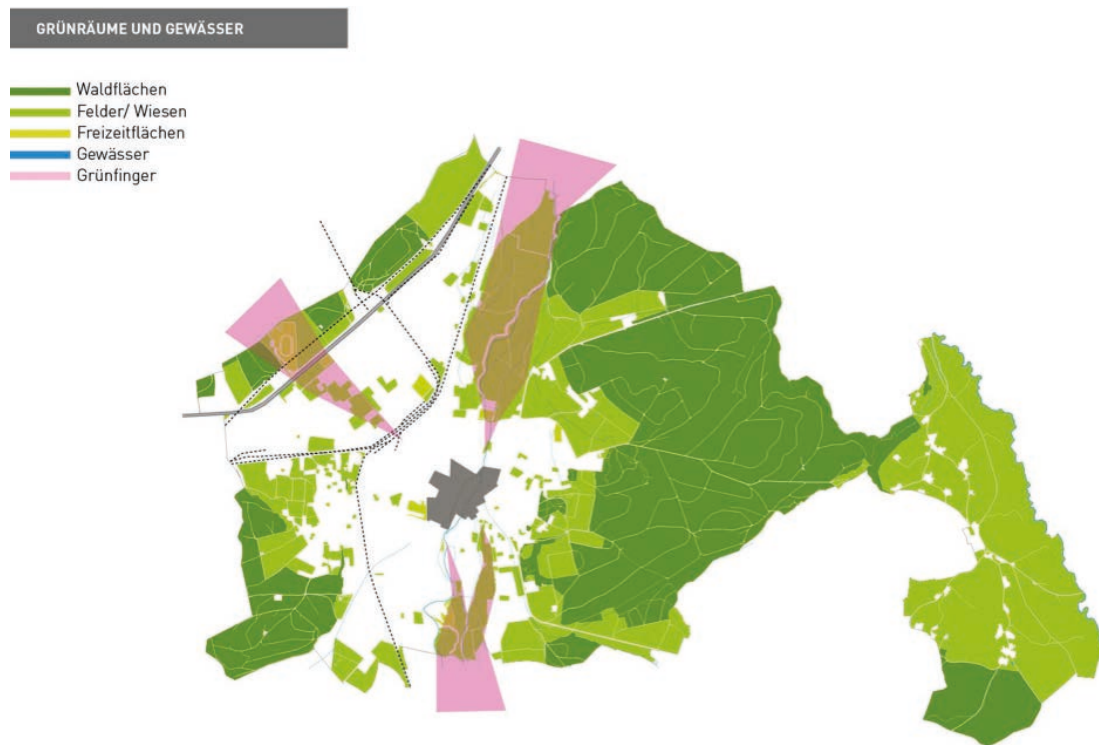 GRÜNRÄUME UND GEWÄSSER
Waldflächen
Felder/ Wiesen
Freizeitflächen
Gewässer
Grünfinger